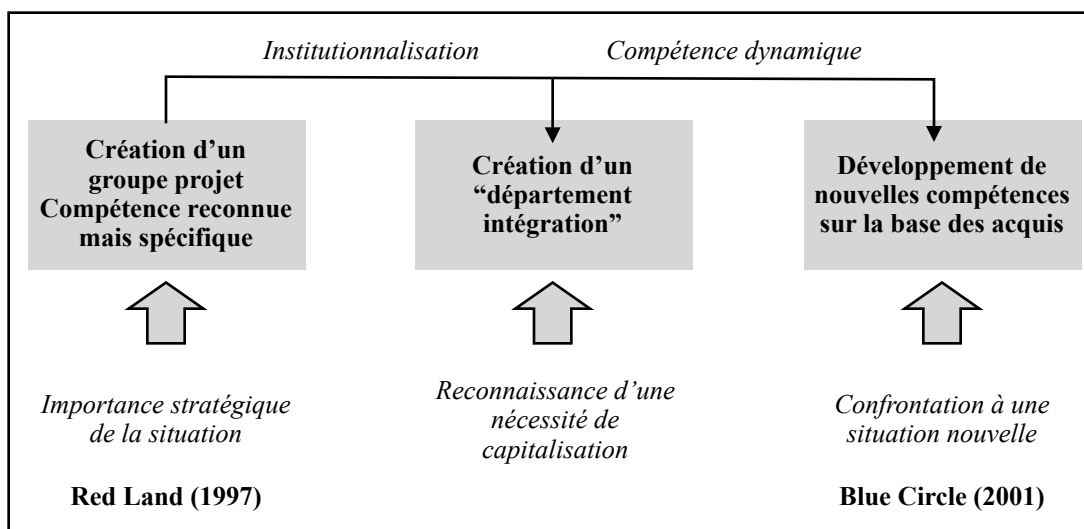 Institutionnalisation
Compétence dynamique
Création d’un
groupe projet
Compétence reconnue
mais spécifique
Création d’un
“département
intégration”
Développement de
nouvelles compétences
sur la base des acquis
Importance stratégique
de la situation
Reconnaissance d’une
nécessité de
capitalisation
Confrontation à une
situation nouvelle
Red Land (1997)
Blue Circle (2001)